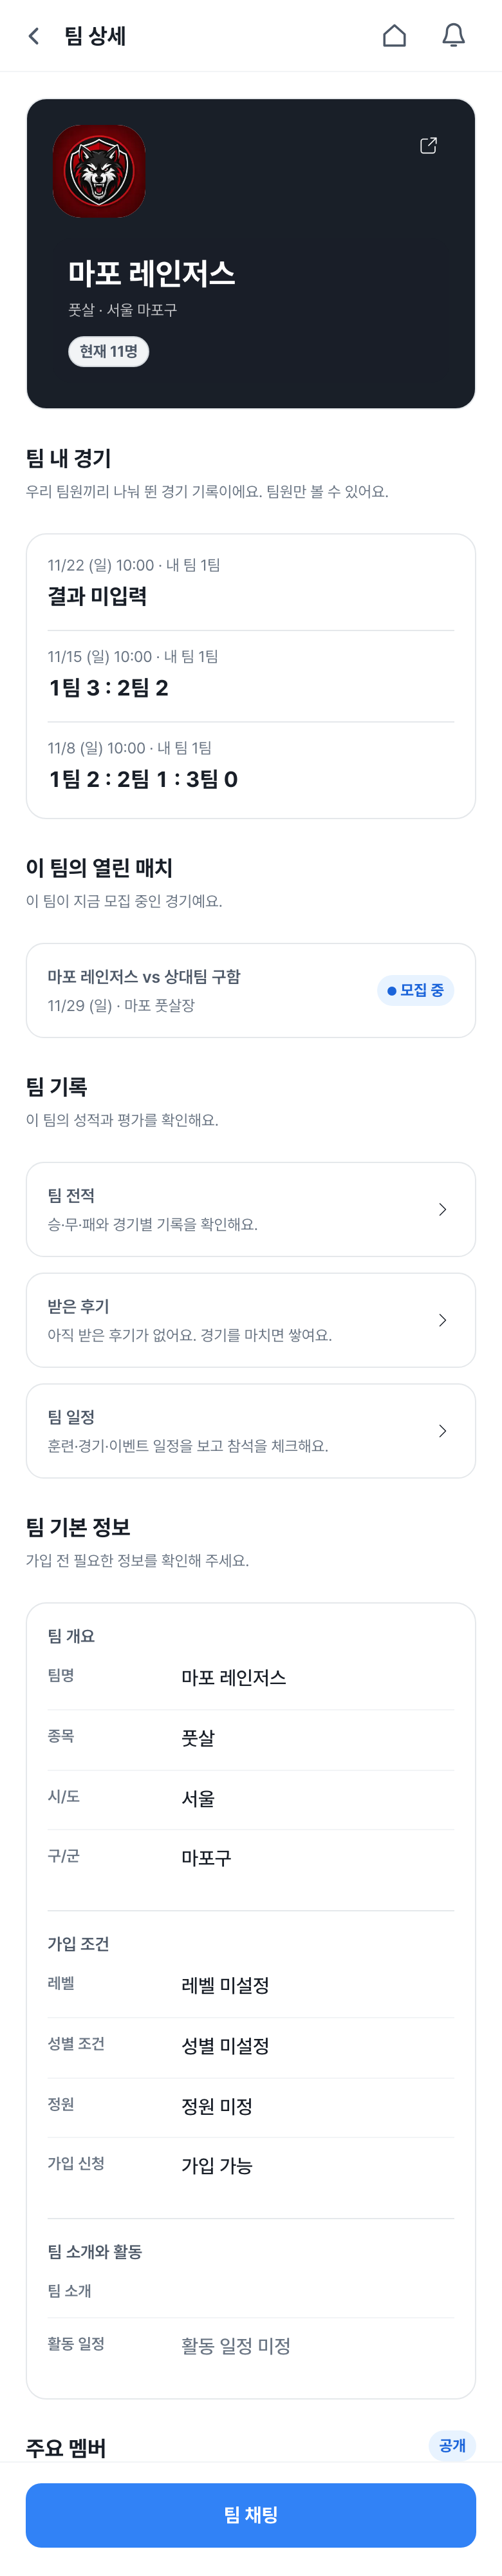 팀 상세
마포 레인저스
풋살 · 서울 마포구
현재 11명
팀 내 경기
우리 팀원끼리 나눠 뛴 경기 기록이에요. 팀원만 볼 수 있어요.
11/22 (일) 10:00 · 내 팀 1팀
결과 미입력
11/15 (일) 10:00 · 내 팀 1팀
1팀 3 : 2팀 2
11/8 (일) 10:00 · 내 팀 1팀
1팀 2 : 2팀 1 : 3팀 0
이 팀의 열린 매치
이 팀이 지금 모집 중인 경기예요.
마포 레인저스 vs 상대팀 구함
11/29 (일) · 마포 풋살장
모집 중
팀 기록
이 팀의 성적과 평가를 확인해요.
팀 전적
승·무·패와 경기별 기록을 확인해요.
받은 후기
아직 받은 후기가 없어요. 경기를 마치면 쌓여요.
팀 일정
훈련·경기·이벤트 일정을 보고 참석을 체크해요.
팀 기본 정보
가입 전 필요한 정보를 확인해 주세요.
팀 개요
팀명 마포 레인저스
종목 풋살
시/도 서울
구/군 마포구
가입 조건
레벨 레벨 미설정
성별 조건 성별 미설정
정원 정원 미정
가입 신청 가입 가능
팀 소개와 활동
팀 소개
활동 일정 활동 일정 미정
주요 멤버 공개
팀 채팅